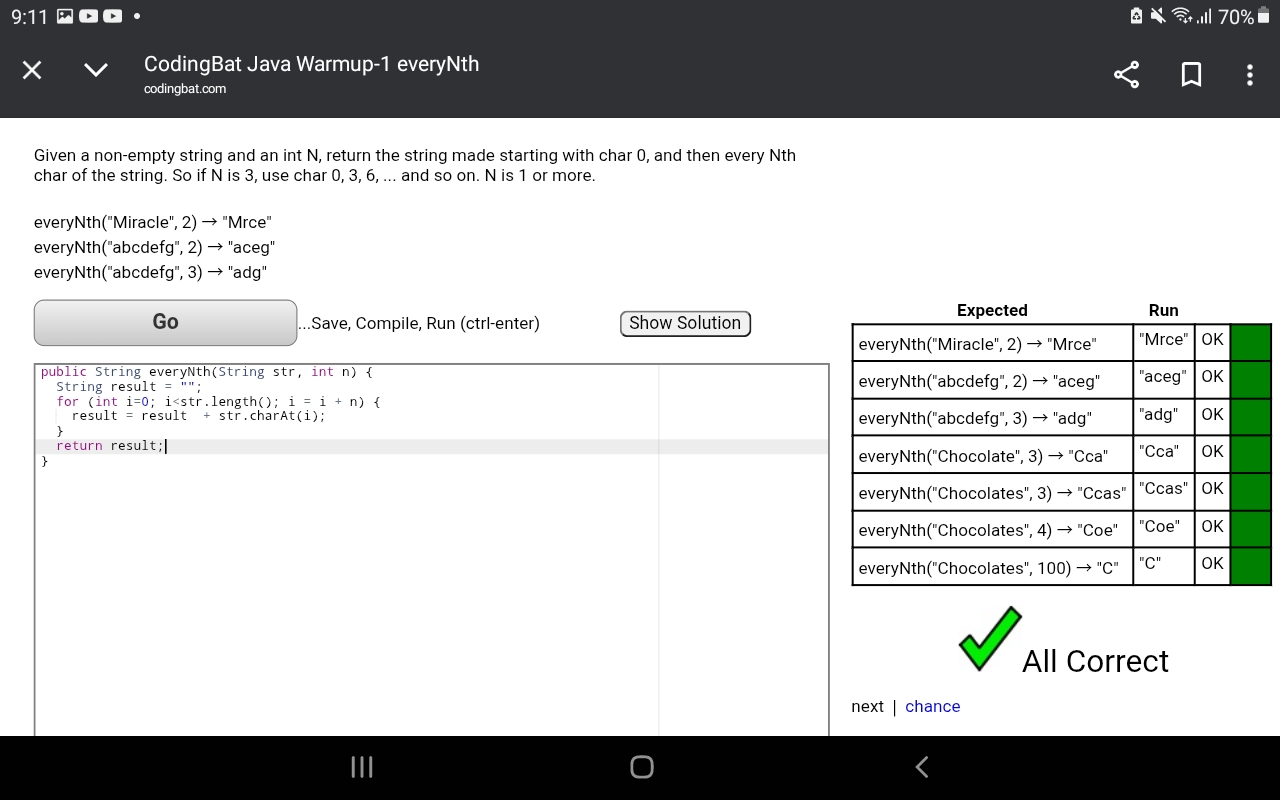 9:11
70%
CodingBat Java Warmup-1 everyNth
codingbat.com
Given a non-empty string and an int N, return the string made starting with char 0, and then every Nth
char of the string. So if N is 3, use char 0, 3, 6, ... and so on. N is 1 or more.
everyNth("Miracle", 2) → "Mrce"
everyNth("abcdefg", 2) → "aceg"
everyNth("abcdefg", 3) → "adg"
Go
...Save, Compile, Run (ctrl-enter)
Show Solution
public String everyNth(String str, int n) {
  String result = "";
  for (int i=0; i<str.length(); i = i + n) {
    result = result  + str.charAt(i);
  }
  return result;
}
Expected Run
everyNth("Miracle", 2) → "Mrce" "Mrce" OK
everyNth("abcdefg", 2) → "aceg" "aceg" OK
everyNth("abcdefg", 3) → "adg" "adg" OK
everyNth("Chocolate", 3) → "Cca" "Cca" OK
everyNth("Chocolates", 3) → "Ccas" "Ccas" OK
everyNth("Chocolates", 4) → "Coe" "Coe" OK
everyNth("Chocolates", 100) → "C" "C" OK
All Correct
next | chance